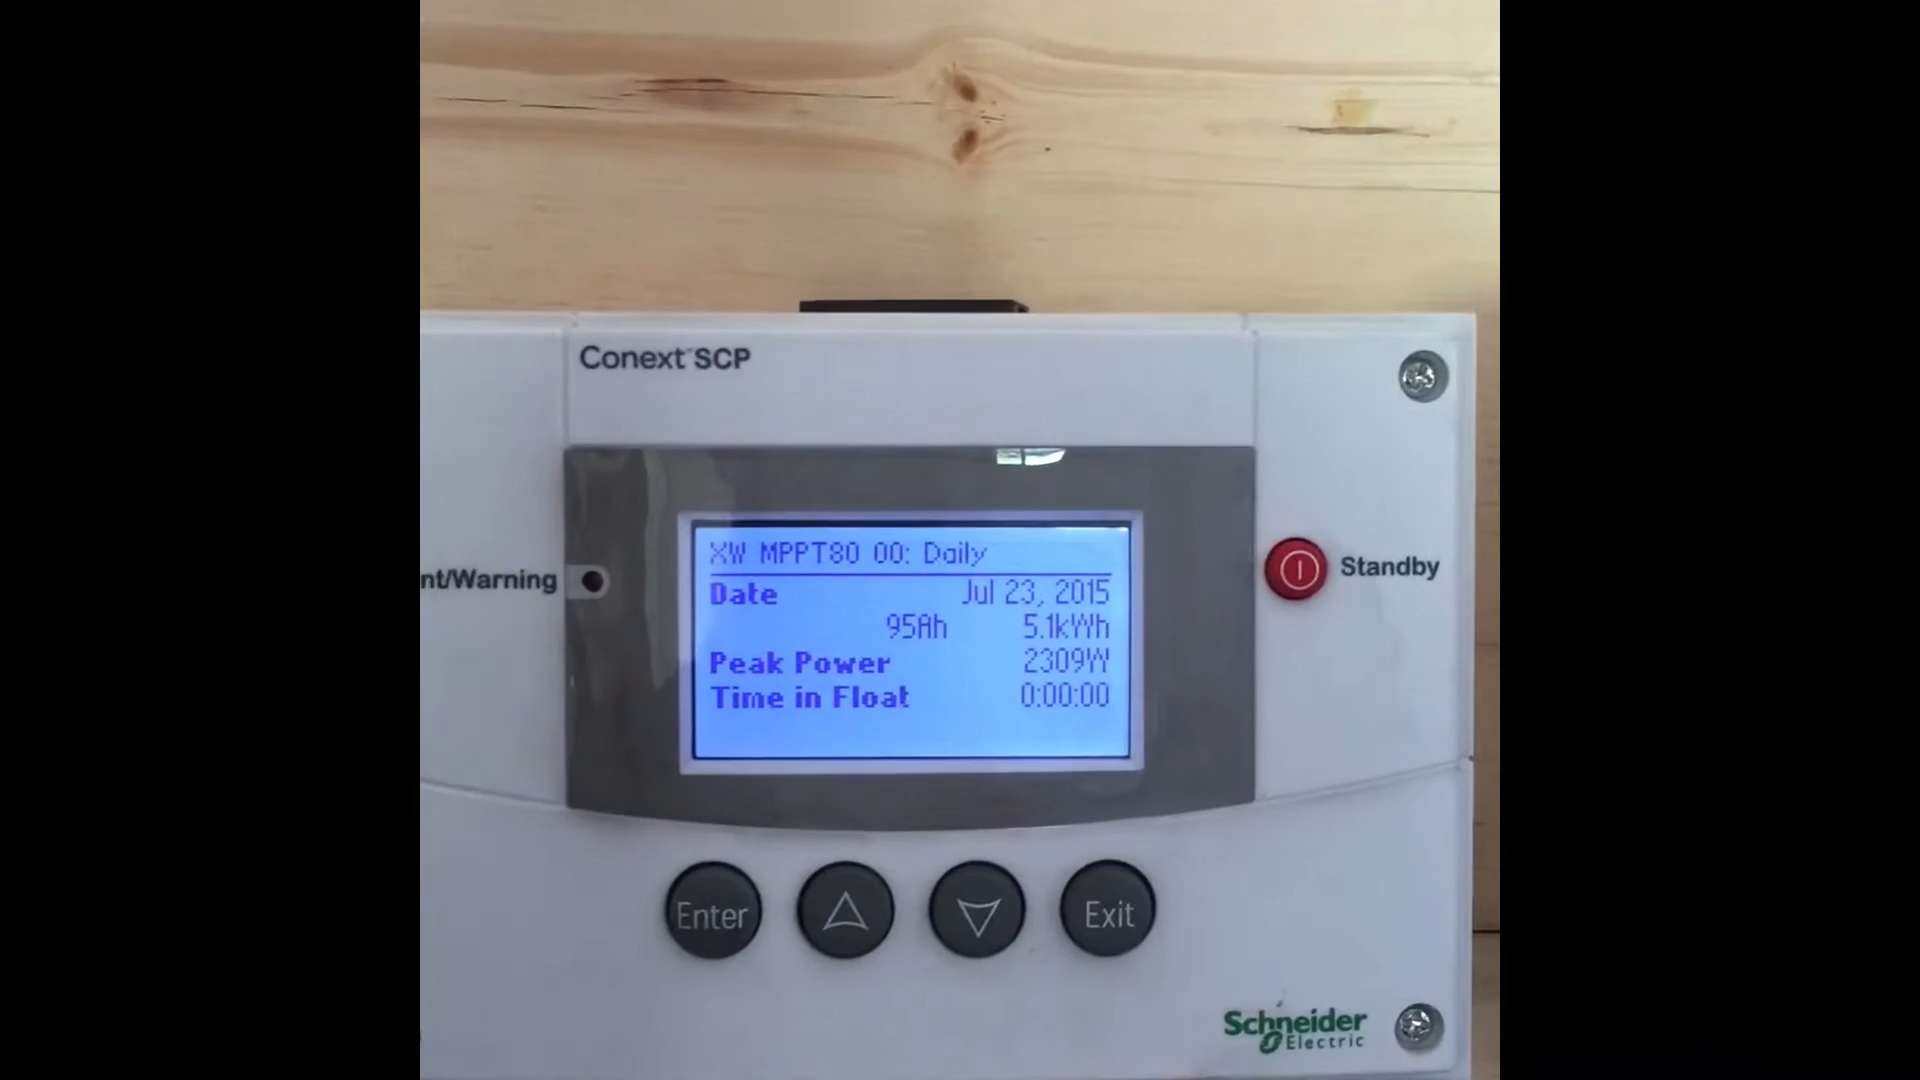 Conext™ SCP
XW MPPT80 00: Daily
Date Jul 23, 2015
95Ah 5.1kWh
Peak Power 2309W
Time in Float 0:00:00
nt/Warning
Standby
Enter Exit
Schneider
Electric